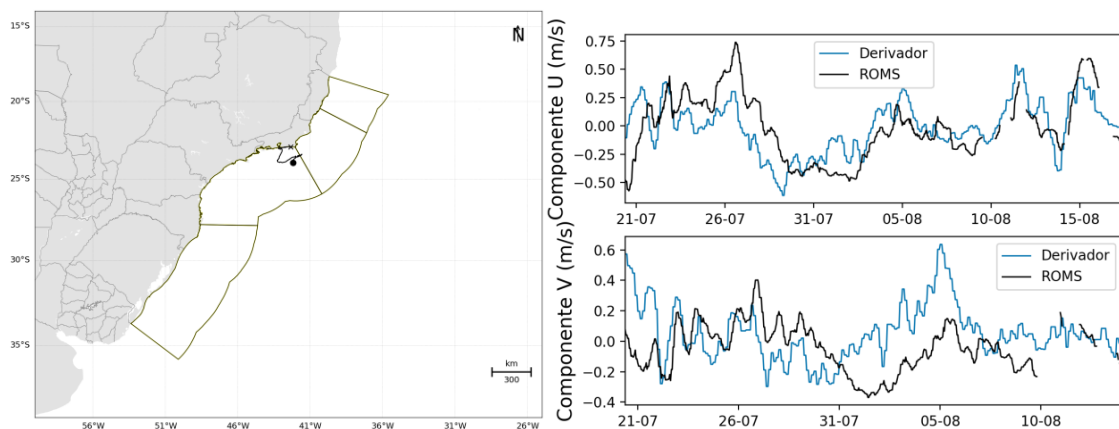 15°S
20°S
25°S
30°S
35°S
56°W
51°W
46°W
41°W
36°W
31°W
N
km
300
Componente U (m/s)
0.75
0.50
0.25
0.00
−0.25
−0.50
Derivador
ROMS
21-07
26-07
31-07
05-08
10-08
15-08
Componente V (m/s)
0.6
0.4
0.2
0.0
−0.2
−0.4
Derivador
ROMS
21-07
26-07
31-07
05-08
10-08